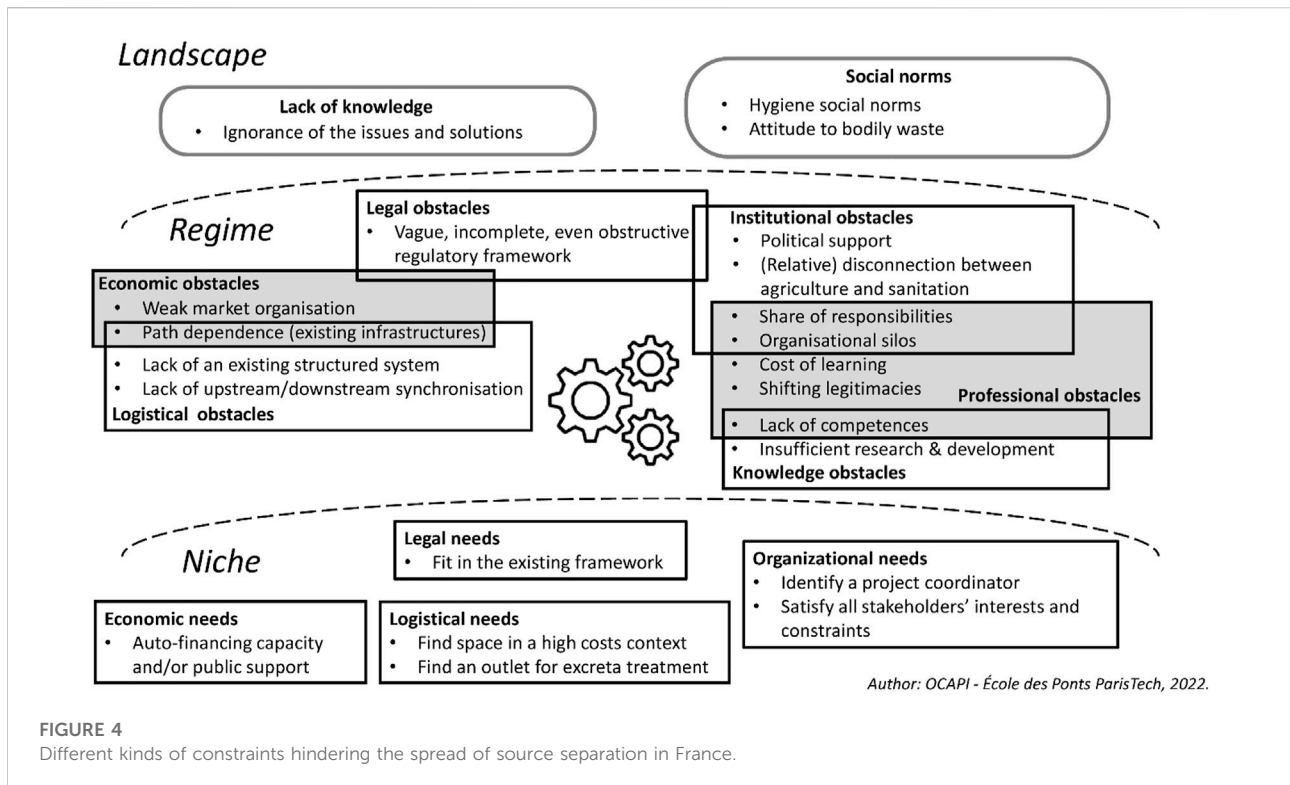 Landscape
Lack of knowledge
• Ignorance of the issues and solutions
Social norms
• Hygiene social norms
• Attitude to bodily waste
Regime
Legal obstacles
• Vague, incomplete, even obstructive
regulatory framework
Economic obstacles
• Weak market organisation
• Path dependence (existing infrastructures)
• Lack of an existing structured system
• Lack of upstream/downstream synchronisation
Logistical obstacles
Institutional obstacles
• Political support
• (Relative) disconnection between
agriculture and sanitation
• Share of responsibilities
• Organisational silos
• Cost of learning
• Shifting legitimacies
Professional obstacles
• Lack of competences
• Insufficient research & development
Knowledge obstacles
Niche
Legal needs
• Fit in the existing framework
Economic needs
• Auto-financing capacity
and/or public support
Logistical needs
• Find space in a high costs context
• Find an outlet for excreta treatment
Organizational needs
• Identify a project coordinator
• Satisfy all stakeholders' interests and
constraints
Author: OCAPI - École des Ponts ParisTech, 2022.
FIGURE 4
Different kinds of constraints hindering the spread of source separation in France.